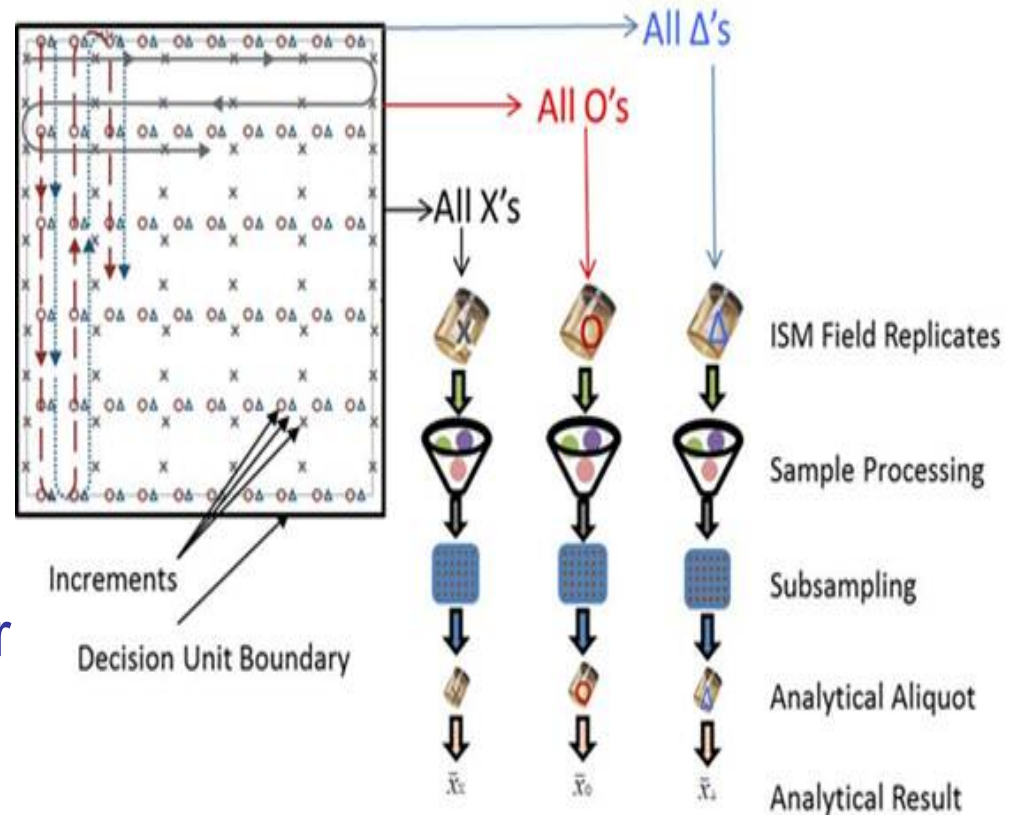 All Δ's
All O's
All X's
X
O
Δ
ISM Field Replicates
Sample Processing
Increments
Subsampling
r
Decision Unit Boundary
O
Δ
Analytical Aliquot
Analytical Result